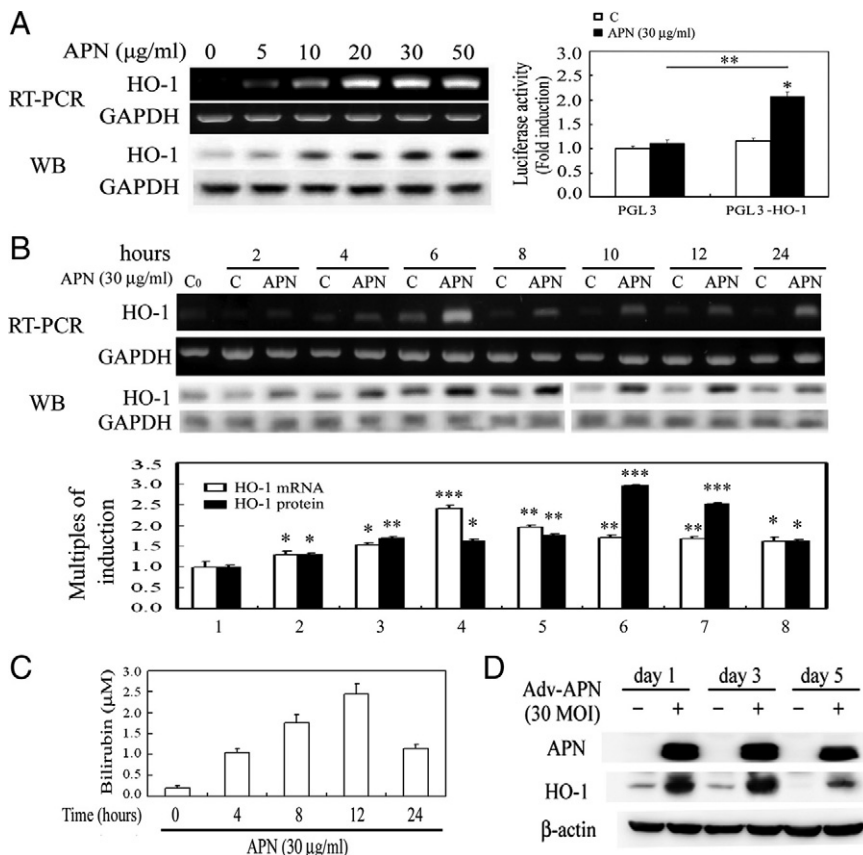 A
APN (μg/ml) 0 5 10 20 30 50
RT-PCR
HO-1
GAPDH
WB
HO-1
GAPDH
C
APN (30 μg/ml)
Luciferase activity
(Fold induction)
3.0
2.5
2.0
1.5
1.0
0.5
0.0
**
*
PGL 3
PGL 3 -HO-1
B
hours 2 4 6 8 10 12 24
APN (30 μg/ml) C0 C APN C APN C APN C APN C APN C APN C APN
RT-PCR
HO-1
GAPDH
WB
HO-1
GAPDH
Multiples of
induction
3.5
3.0
2.5
2.0
1.5
1.0
0.5
0.0
HO-1 mRNA
HO-1 protein
* * * ** *** * ** ** ** *** ** *** * *
1 2 3 4 5 6 7 8
C
Bilirubin (μM)
3.0
2.5
2.0
1.5
1.0
0.5
0.0
Time (hours) 0 4 8 12 24
APN (30 μg/ml)
D
Adv-APN
(30 MOI)
day 1 day 3 day 5
− + − + − +
APN
HO-1
β-actin